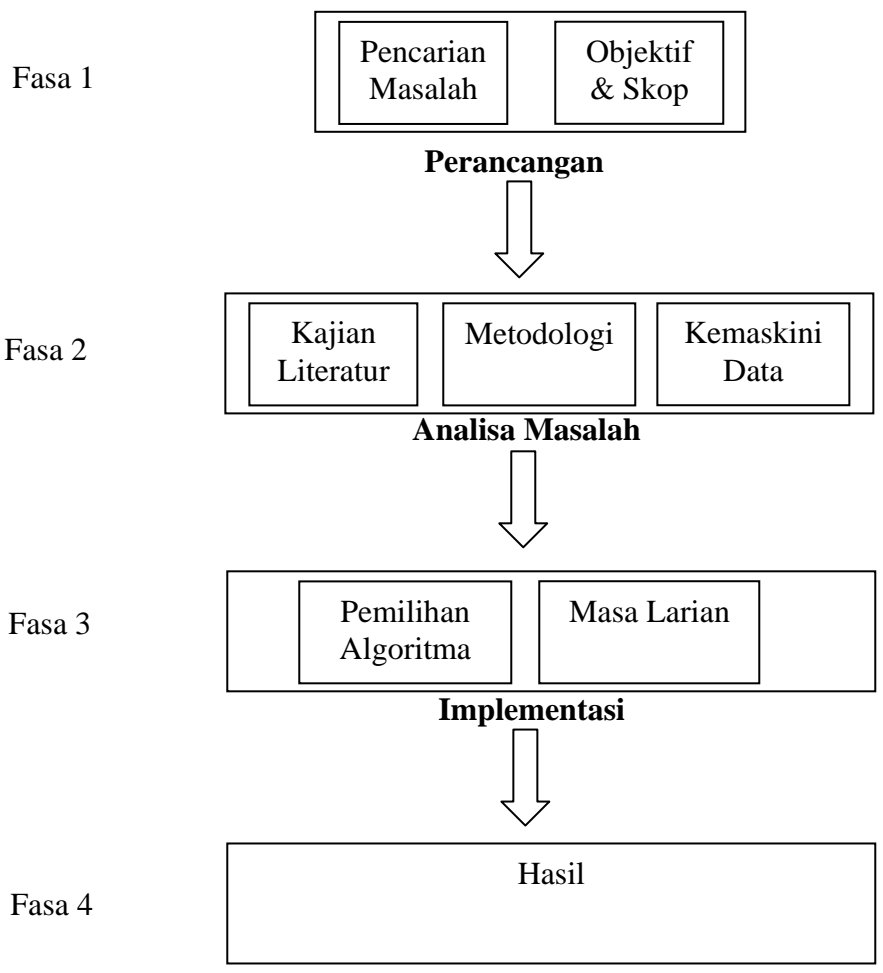 Fasa 1
Pencarian
Masalah
Objektif
& Skop
Perancangan
Fasa 2
Kajian
Literatur
Metodologi
Kemaskini
Data
Analisa Masalah
Fasa 3
Pemilihan
Algoritma
Masa Larian
Implementasi
Fasa 4
Hasil